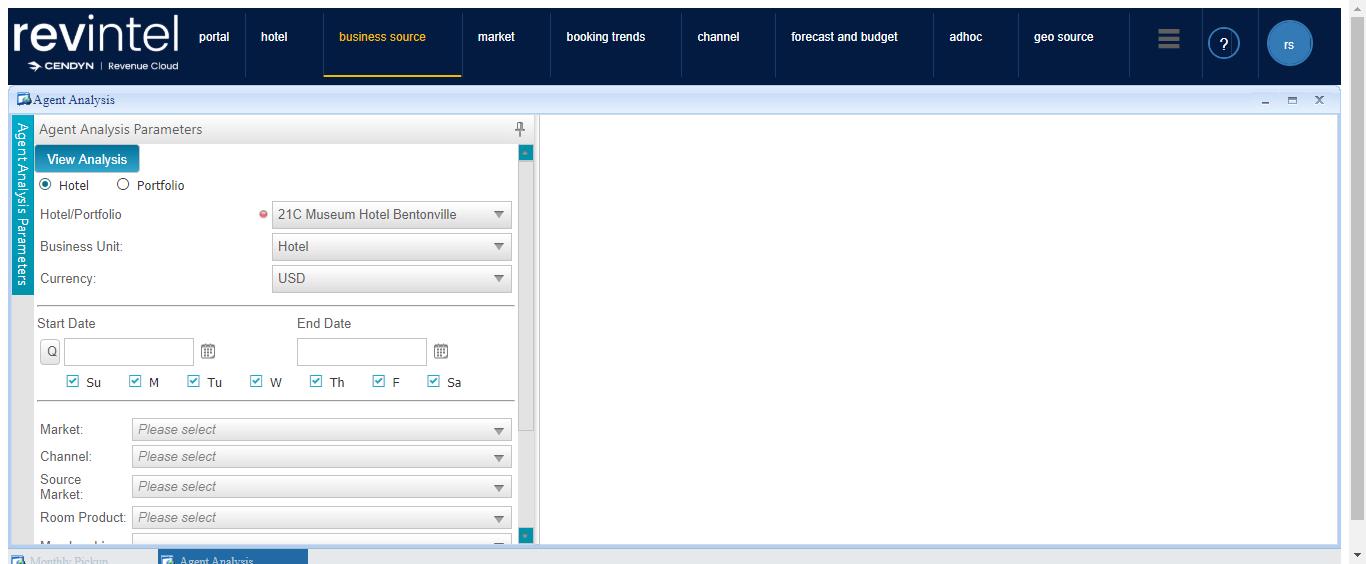 revintel
CENDYN | Revenue Cloud
portal
hotel
business source
market
booking trends
channel
forecast and budget
adhoc
geo source
?
rs
Agent Analysis
Agent Analysis Parameters
Agent Analysis Parameters
View Analysis
Hotel
Portfolio
Hotel/Portfolio
21C Museum Hotel Bentonville
Business Unit:
Hotel
Currency:
USD
Start Date
End Date
Q
Su
M
Tu
W
Th
F
Sa
Market:
Please select
Channel:
Please select
Source
Market:
Please select
Room Product:
Please select
Monthly Pickup
Agent Analysis